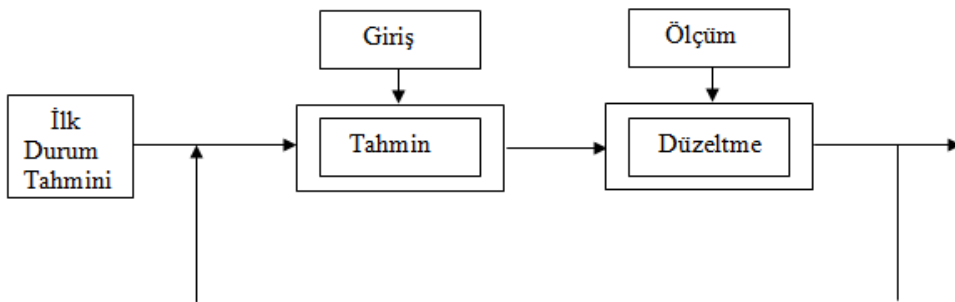 Giriş
Ölçüm
İlk
Durum
Tahmini
Tahmin
Düzeltme